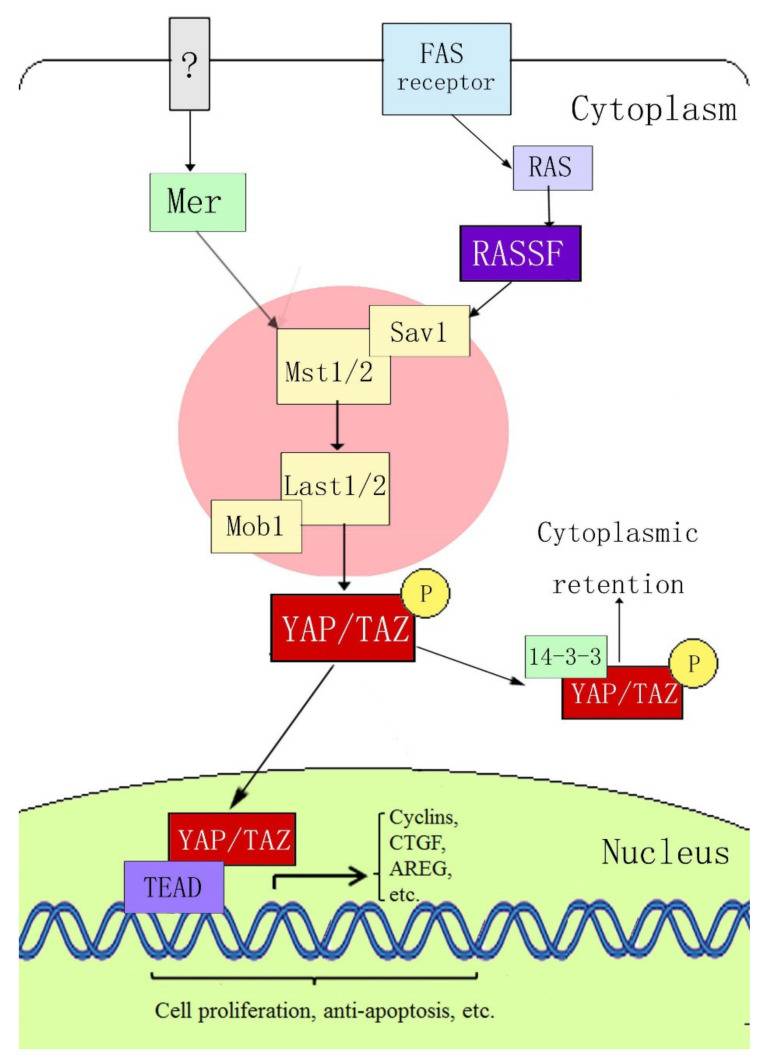 ?
FAS
receptor
Cytoplasm
RAS
Mer
RASSF
Sav1
Mst1/2
Last1/2
Mob1
Cytoplasmic
retention
P
YAP/TAZ
14-3-3
P
YAP/TAZ
Cyclins,
CTGF,
AREG,
etc.
YAP/TAZ
Nucleus
TEAD
Cell proliferation, anti-apoptosis, etc.